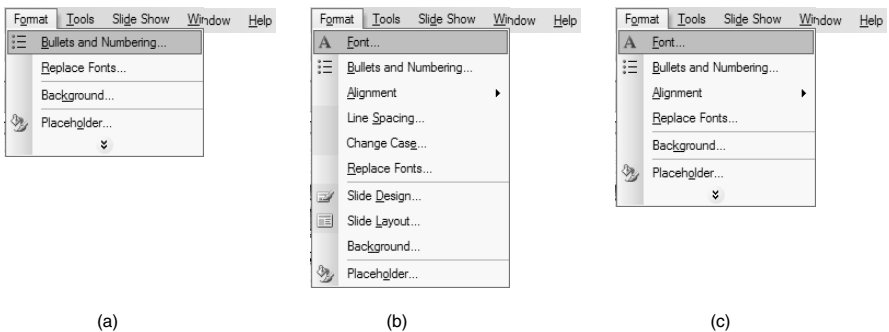 Format Tools Slide Show Window Help
Bullets and Numbering...
Replace Fonts...
Background...
Placeholder...
(a)
Format Tools Slide Show Window Help
Font...
Bullets and Numbering...
Alignment
Line Spacing...
Change Case...
Replace Fonts...
Slide Design...
Slide Layout...
Background...
Placeholder...
(b)
Format Tools Slide Show Window Help
Font...
Bullets and Numbering...
Alignment
Replace Fonts...
Background...
Placeholder...
(c)